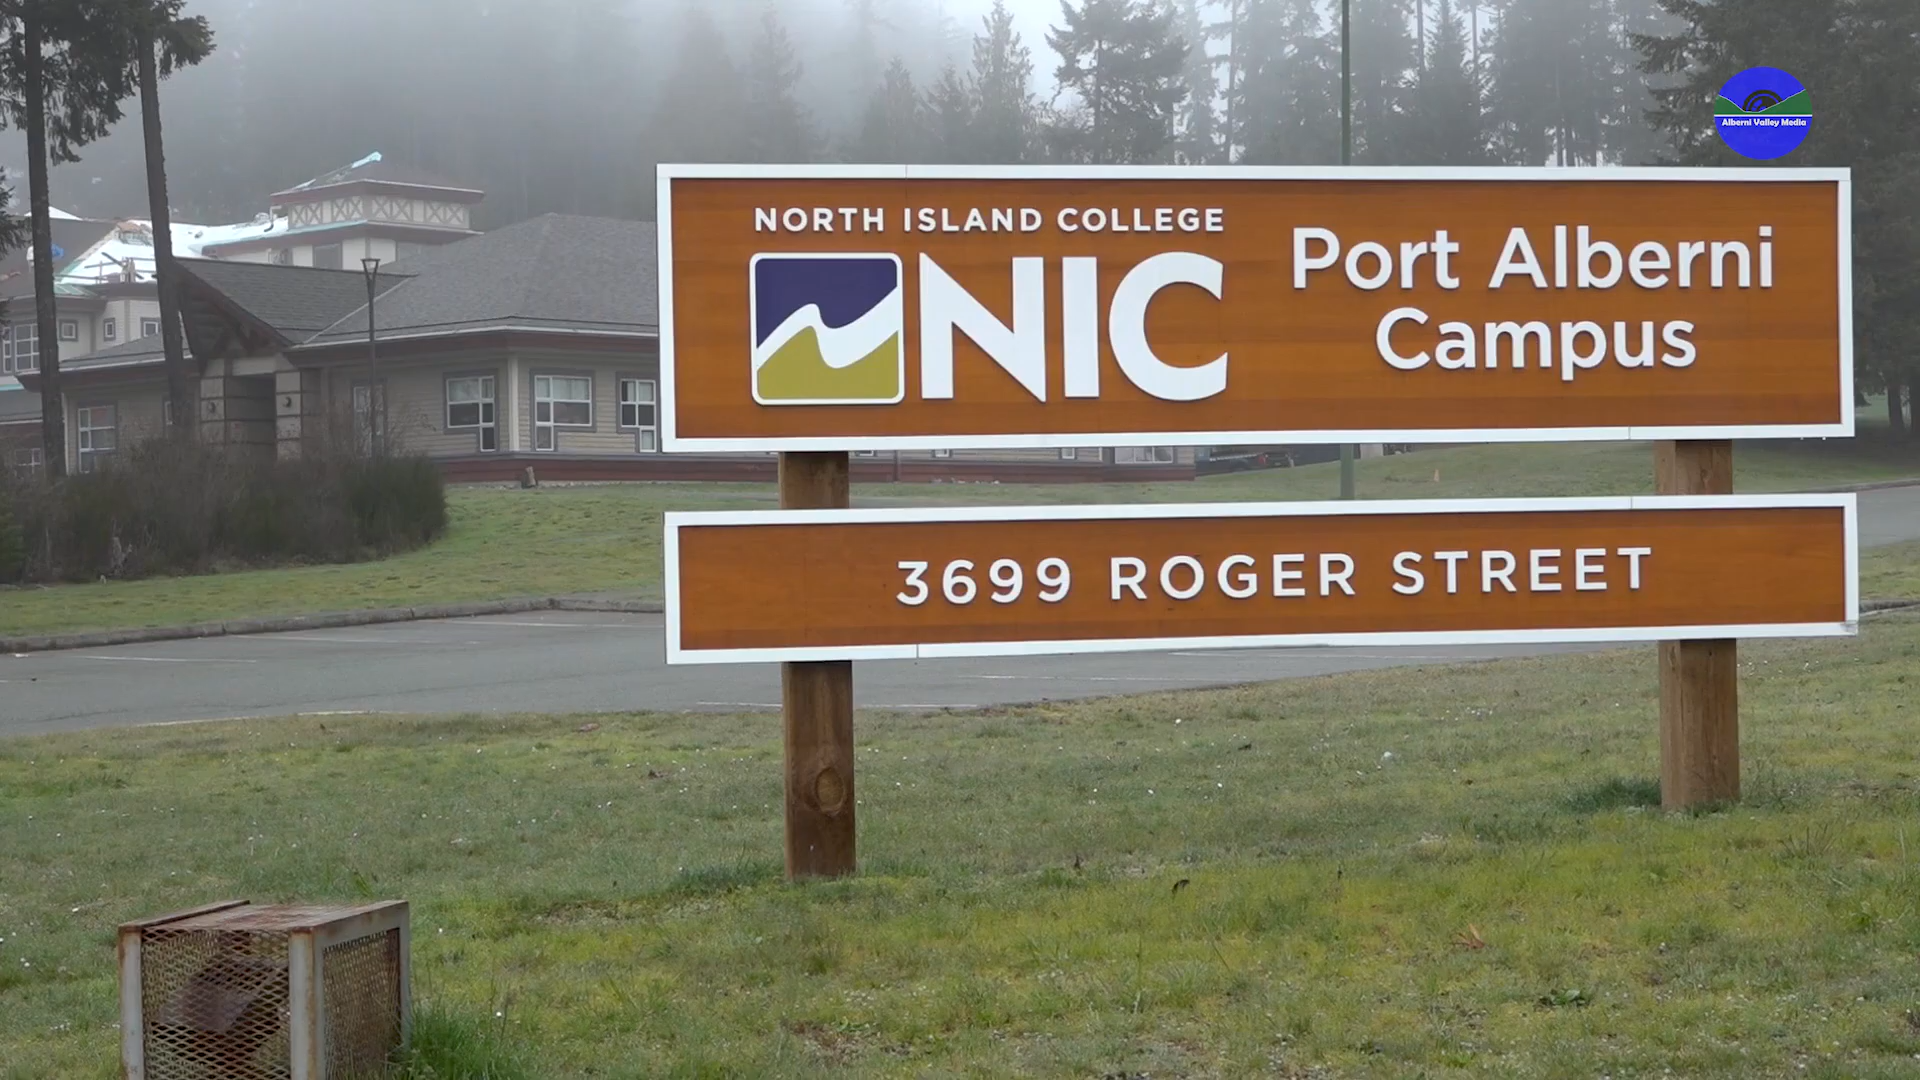 Alberni Valley Media
NORTH ISLAND COLLEGE
NIC
Port Alberni
Campus
3699 ROGER STREET